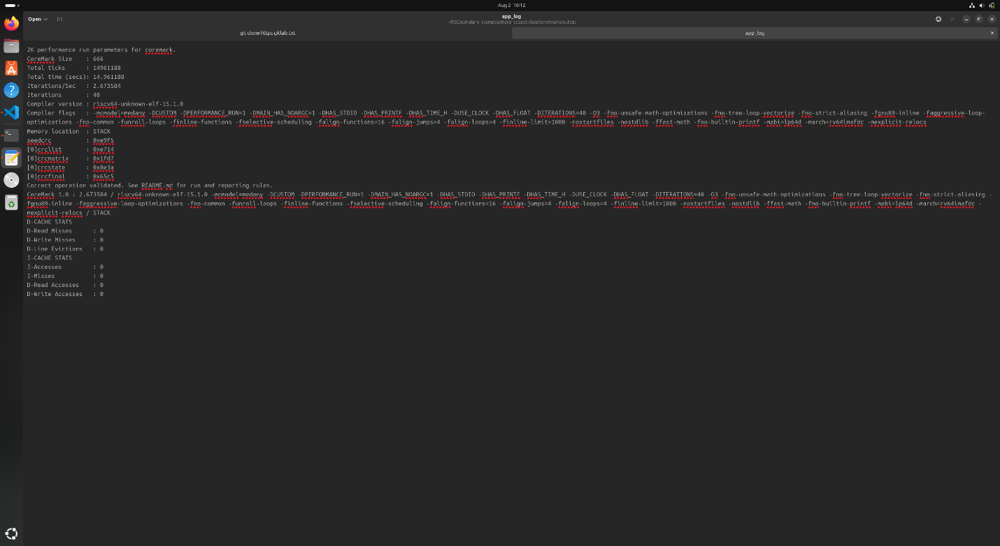 Aug 2 16:12
Open
app_log
git clone https gitlab.txt
app_log
2K performance run parameters for coremark.
CoreMark Size    : 666
Total ticks      : 14961188
Total time (secs): 14.961188
Iterations/Sec   : 2.673584
Iterations       : 40
Compiler version : riscv64-unknown-elf-15.1.0
Compiler flags   : -mcmodel=medany -DCUSTOM -DPERFORMANCE_RUN=1 -DMAIN_HAS_NOARGC=1 -DHAS_STDIO -DHAS_PRINTF -DHAS_TIME_H -DUSE_CLOCK -DHAS_FLOAT -DITERATIONS=40 -O3 -fno-unsafe-math-optimizations -fno-tree-loop-vectorize -fno-strict-aliasing -fgnu89-inline -faggressive-loop-
optimizations -fno-common -funroll-loops -finline-functions -fselective-scheduling -falign-functions=16 -falign-jumps=4 -falign-loops=4 -finline-limit=1000 -nostartfiles -nostdlib -ffast-math -fno-builtin-printf -mabi=lp64d -march=rv64imafdc -mexplicit-relocs
Memory location  : STACK
seedcrc          : 0xe9f5
[0]crclist       : 0xe714
[0]crcmatrix     : 0x1fd7
[0]crcstate      : 0x8e3a
[0]crcfinal      : 0x65c5
Correct operation validated. See README.md for run and reporting rules.
CoreMark 1.0 : 2.673584 / riscv64-unknown-elf-15.1.0 -mcmodel=medany -DCUSTOM -DPERFORMANCE_RUN=1 -DMAIN_HAS_NOARGC=1 -DHAS_STDIO -DHAS_PRINTF -DHAS_TIME_H -DUSE_CLOCK -DHAS_FLOAT -DITERATIONS=40 -O3 -fno-unsafe-math-optimizations -fno-tree-loop-vectorize -fno-strict-aliasing -
fgnu89-inline -faggressive-loop-optimizations -fno-common -funroll-loops -finline-functions -fselective-scheduling -falign-functions=16 -falign-jumps=4 -falign-loops=4 -finline-limit=1000 -nostartfiles -nostdlib -ffast-math -fno-builtin-printf -mabi=lp64d -march=rv64imafdc -
mexplicit-relocs / STACK
D-CACHE STATS
D-Read Misses      : 0
D-Write Misses     : 0
D-Line Evictions   : 0
I-CACHE STATS
I-Accesses         : 0
I-Misses           : 0
D-Read Accesses    : 0
D-Write Accesses   : 0